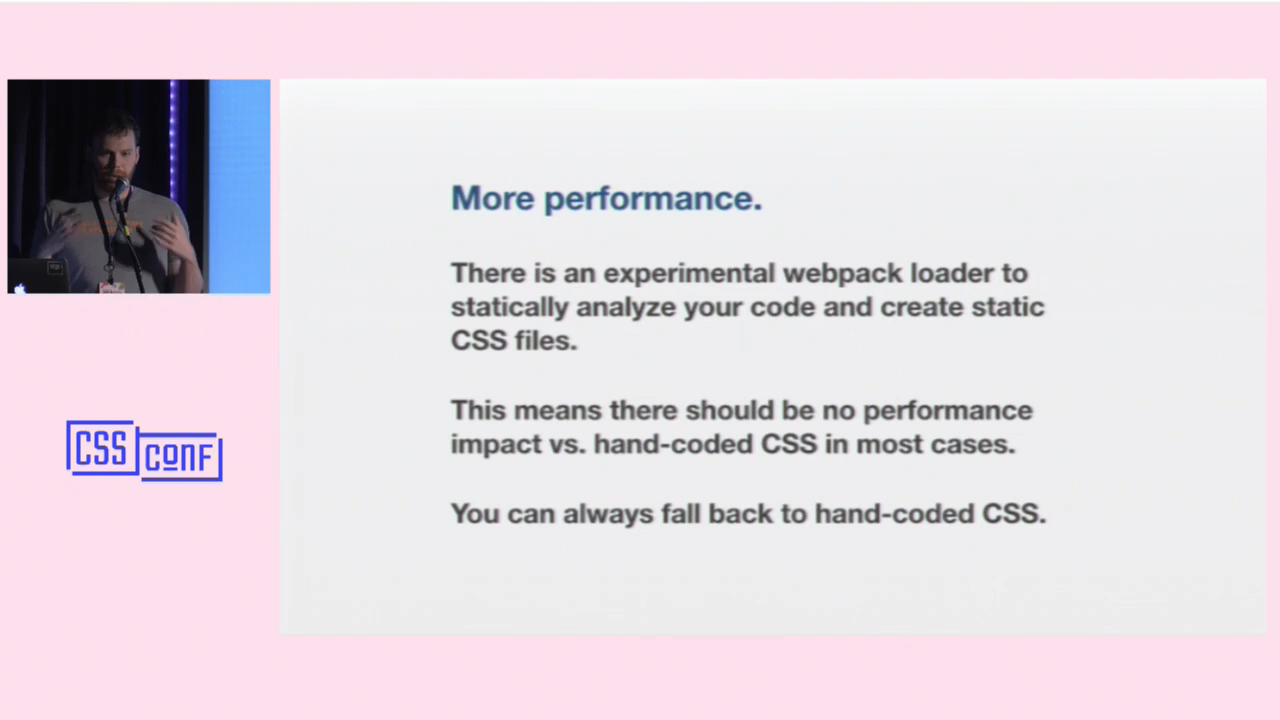 More performance.
There is an experimental webpack loader to
statically analyze your code and create static
CSS files.
This means there should be no performance
impact vs. hand-coded CSS in most cases.
You can always fall back to hand-coded CSS.
CSS
CONF